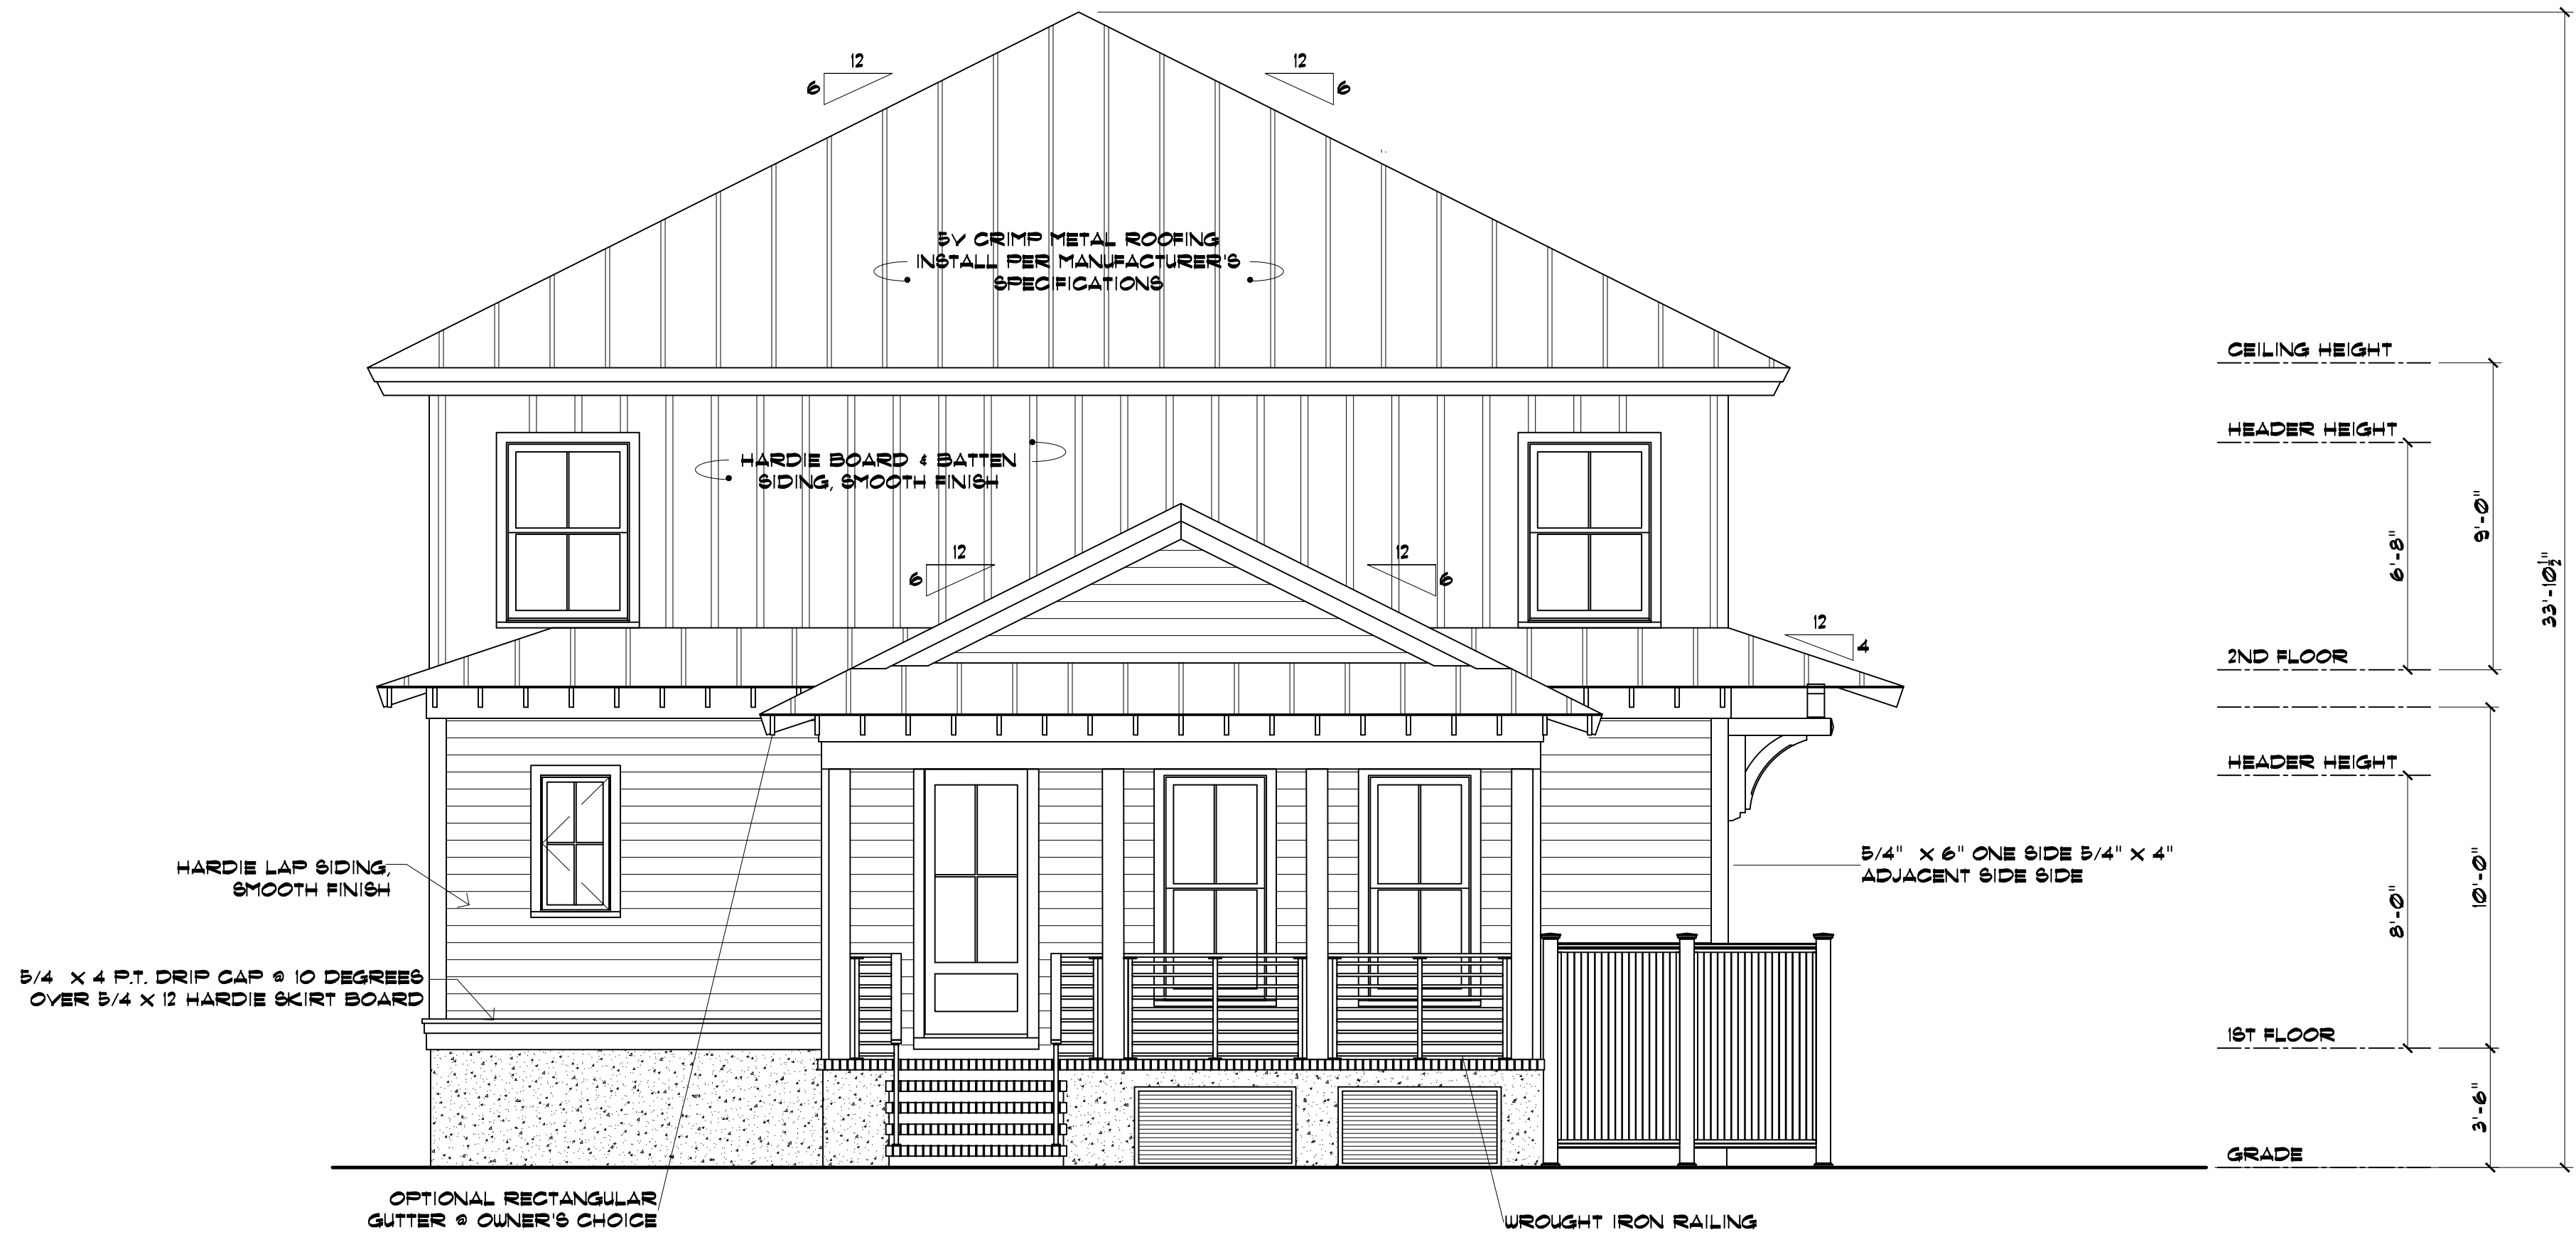 12
6
12
6
5V CRIMP METAL ROOFING
INSTALL PER MANUFACTURER'S
SPECIFICATIONS
CEILING HEIGHT
HEADER HEIGHT
HARDIE BOARD & BATTEN
SIDING, SMOOTH FINISH
9'-0"
6'-8"
33'-10½"
12
6
12
6
12
4
2ND FLOOR
HEADER HEIGHT
HARDIE LAP SIDING,
SMOOTH FINISH
5/4" X 6" ONE SIDE 5/4" X 4"
ADJACENT SIDE SIDE
10'-0"
8'-0"
5/4 X 4 P.T. DRIP CAP @ 10 DEGREES
OVER 5/4 X 12 HARDIE SKIRT BOARD
1ST FLOOR
3'-6"
GRADE
OPTIONAL RECTANGULAR
GUTTER @ OWNER'S CHOICE
WROUGHT IRON RAILING